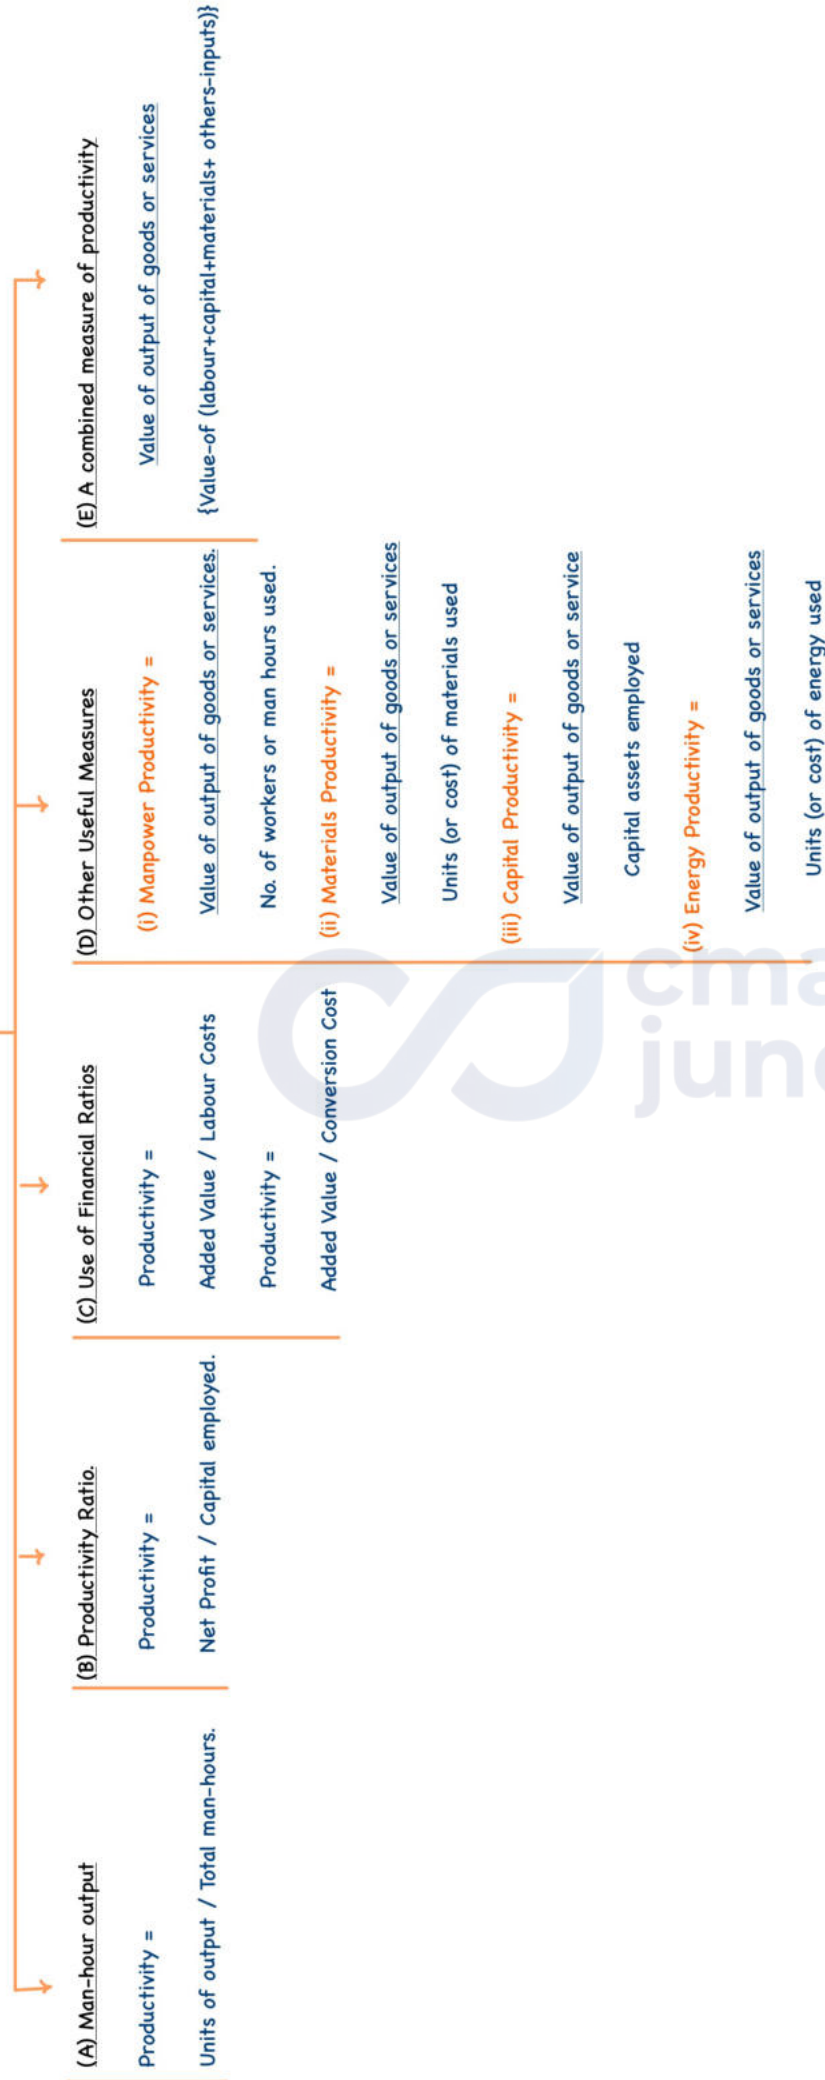 (A) Man-hour output
Productivity =
Units of output / Total man-hours.
(B) Productivity Ratio.
Productivity =
Net Profit / Capital employed.
(C) Use of Financial Ratios
Productivity =
Added Value / Labour Costs
Productivity =
Added Value / Conversion Cost
(D) Other Useful Measures
(i) Manpower Productivity =
Value of output of goods or services.
No. of workers or man hours used.
(ii) Materials Productivity =
Value of output of goods or services
Units (or cost) of materials used
(iii) Capital Productivity =
Value of output of goods or service
Capital assets employed
(iv) Energy Productivity =
Value of output of goods or services
Units (or cost) of energy used
(E) A combined measure of productivity
Value of output of goods or services
{Value-of (labour+capital+materials+ others-inputs)}
cma